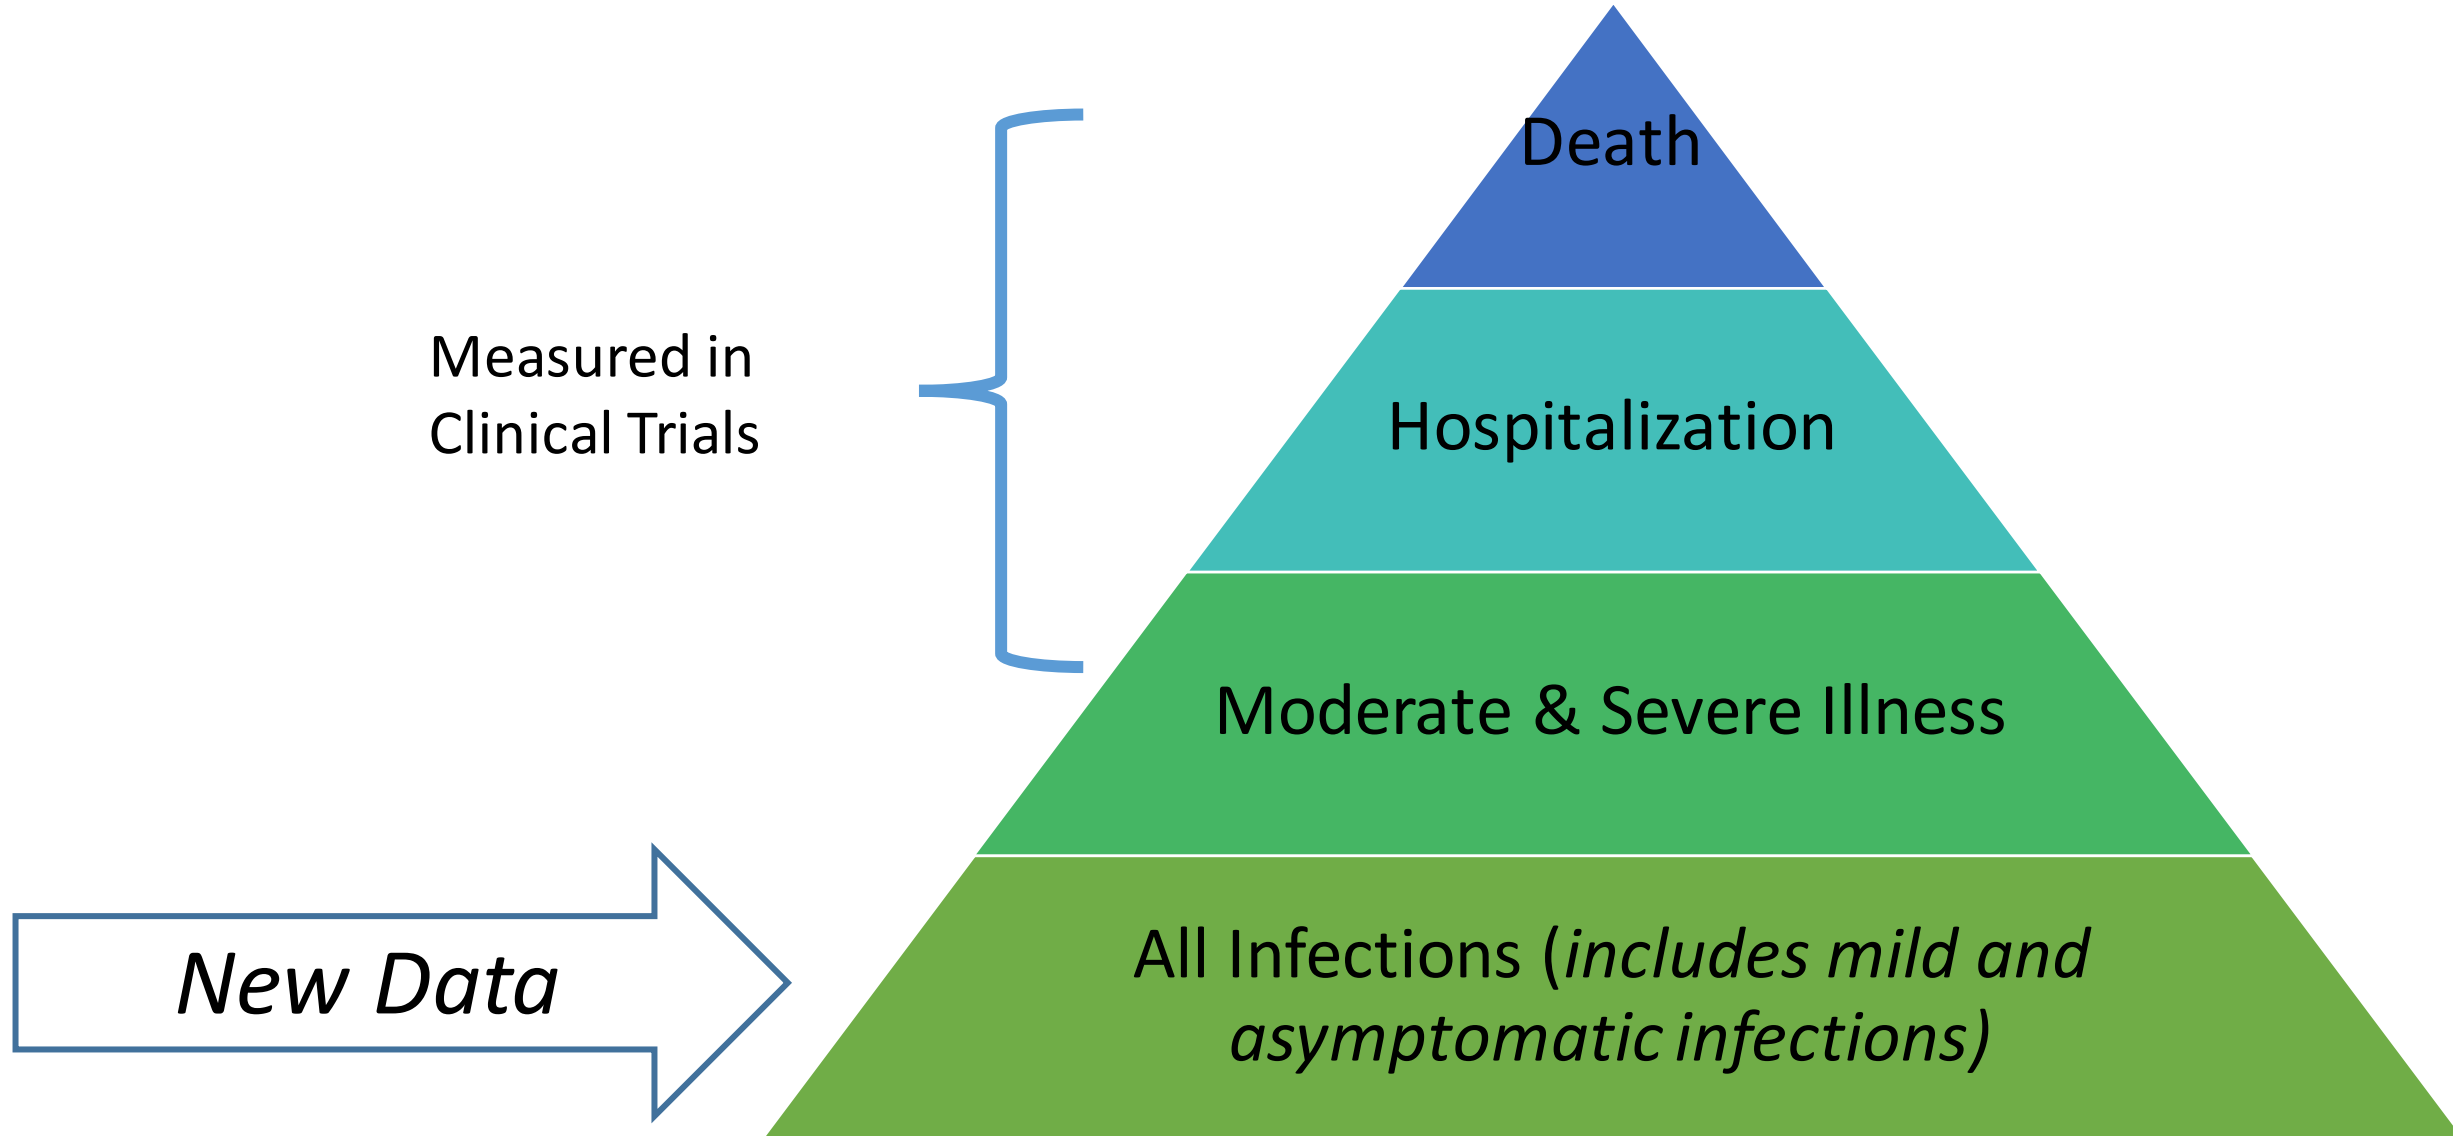 Death
Measured in
Clinical Trials
Hospitalization
Moderate & Severe Illness
New Data
All Infections (includes mild and
asymptomatic infections)